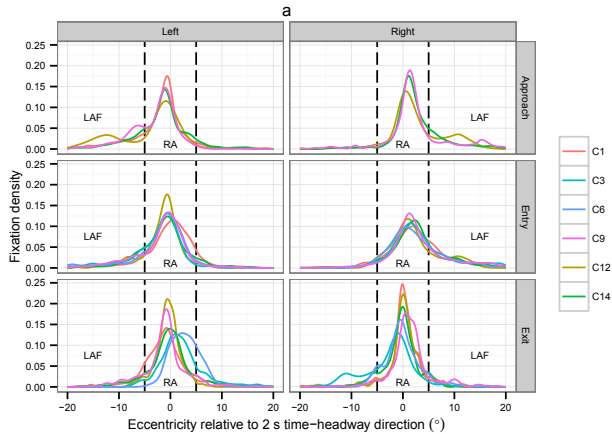 a
Left
Right
0.25
0.20
0.15
0.10
0.05
0.00
LAF
RA
RA
LAF
Approach
0.25
0.20
0.15
0.10
0.05
0.00
LAF
RA
RA
LAF
Entry
0.25
0.20
0.15
0.10
0.05
0.00
LAF
RA
LAF
RA
Exit
Fixation density
−20 −10 0 10 20
−20 −10 0 10 20
Eccentricity relative to 2 s time−headway direction (°)
C1
C3
C6
C9
C12
C14